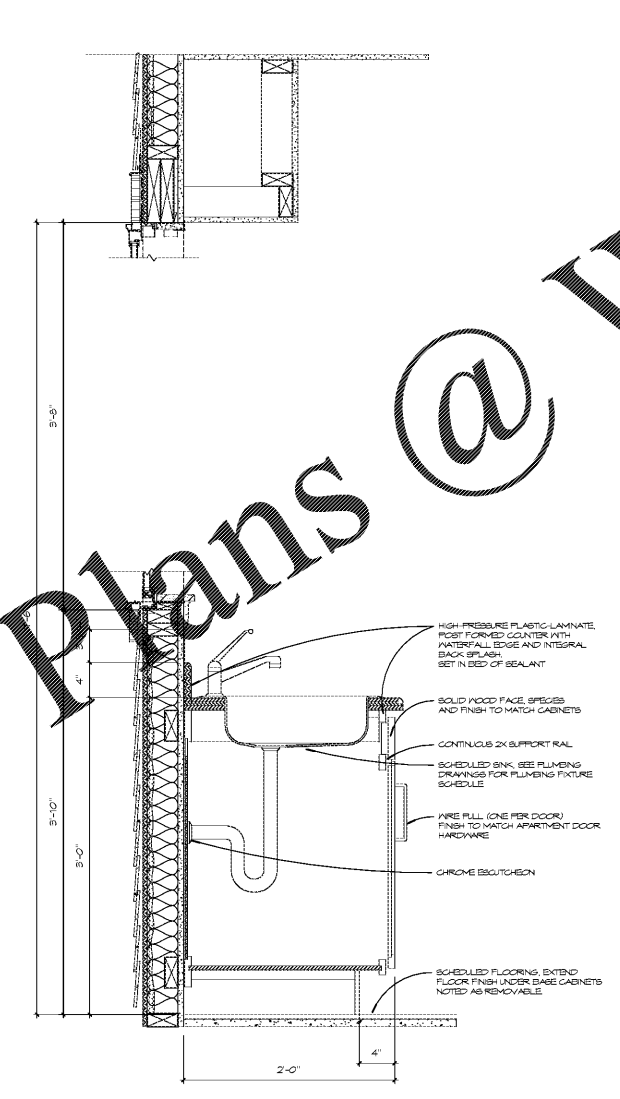 3'-8"
Plans @
HIGH-PRESSURE PLASTIC-LAMINATE,
POST FORMED COUNTER WITH
WATERFALL EDGE AND INTEGRAL
BACK SPLASH.
SET IN BED OF SEALANT
4"
SOLID WOOD FACE, SPECIES
AND FINISH TO MATCH CABINETS
CONTINUOUS 2X SUPPORT RAIL
SCHEDULED SINK, SEE PLUMBING
DRAWINGS FOR PLUMBING FIXTURE
SCHEDULE
3'-10"
WIRE PULL (ONE PER DOOR)
FINISH TO MATCH APARTMENT DOOR
HARDWARE
3'-0"
CHROME ESCUTCHEON
SCHEDULED FLOORING, EXTEND
FLOOR FINISH UNDER BASE CABINETS
NOTED AS REMOVABLE
4"
2'-0"